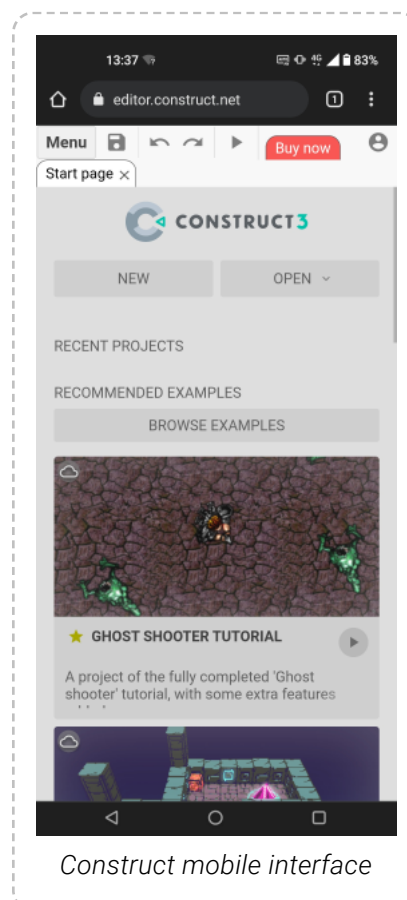 13:37 4G 83%
editor.construct.net 1
Menu Buy now
Start page
CONSTRUCT3
NEW OPEN
RECENT PROJECTS
RECOMMENDED EXAMPLES
BROWSE EXAMPLES
GHOST SHOOTER TUTORIAL
A project of the fully completed 'Ghost
shooter' tutorial, with some extra features
Construct mobile interface